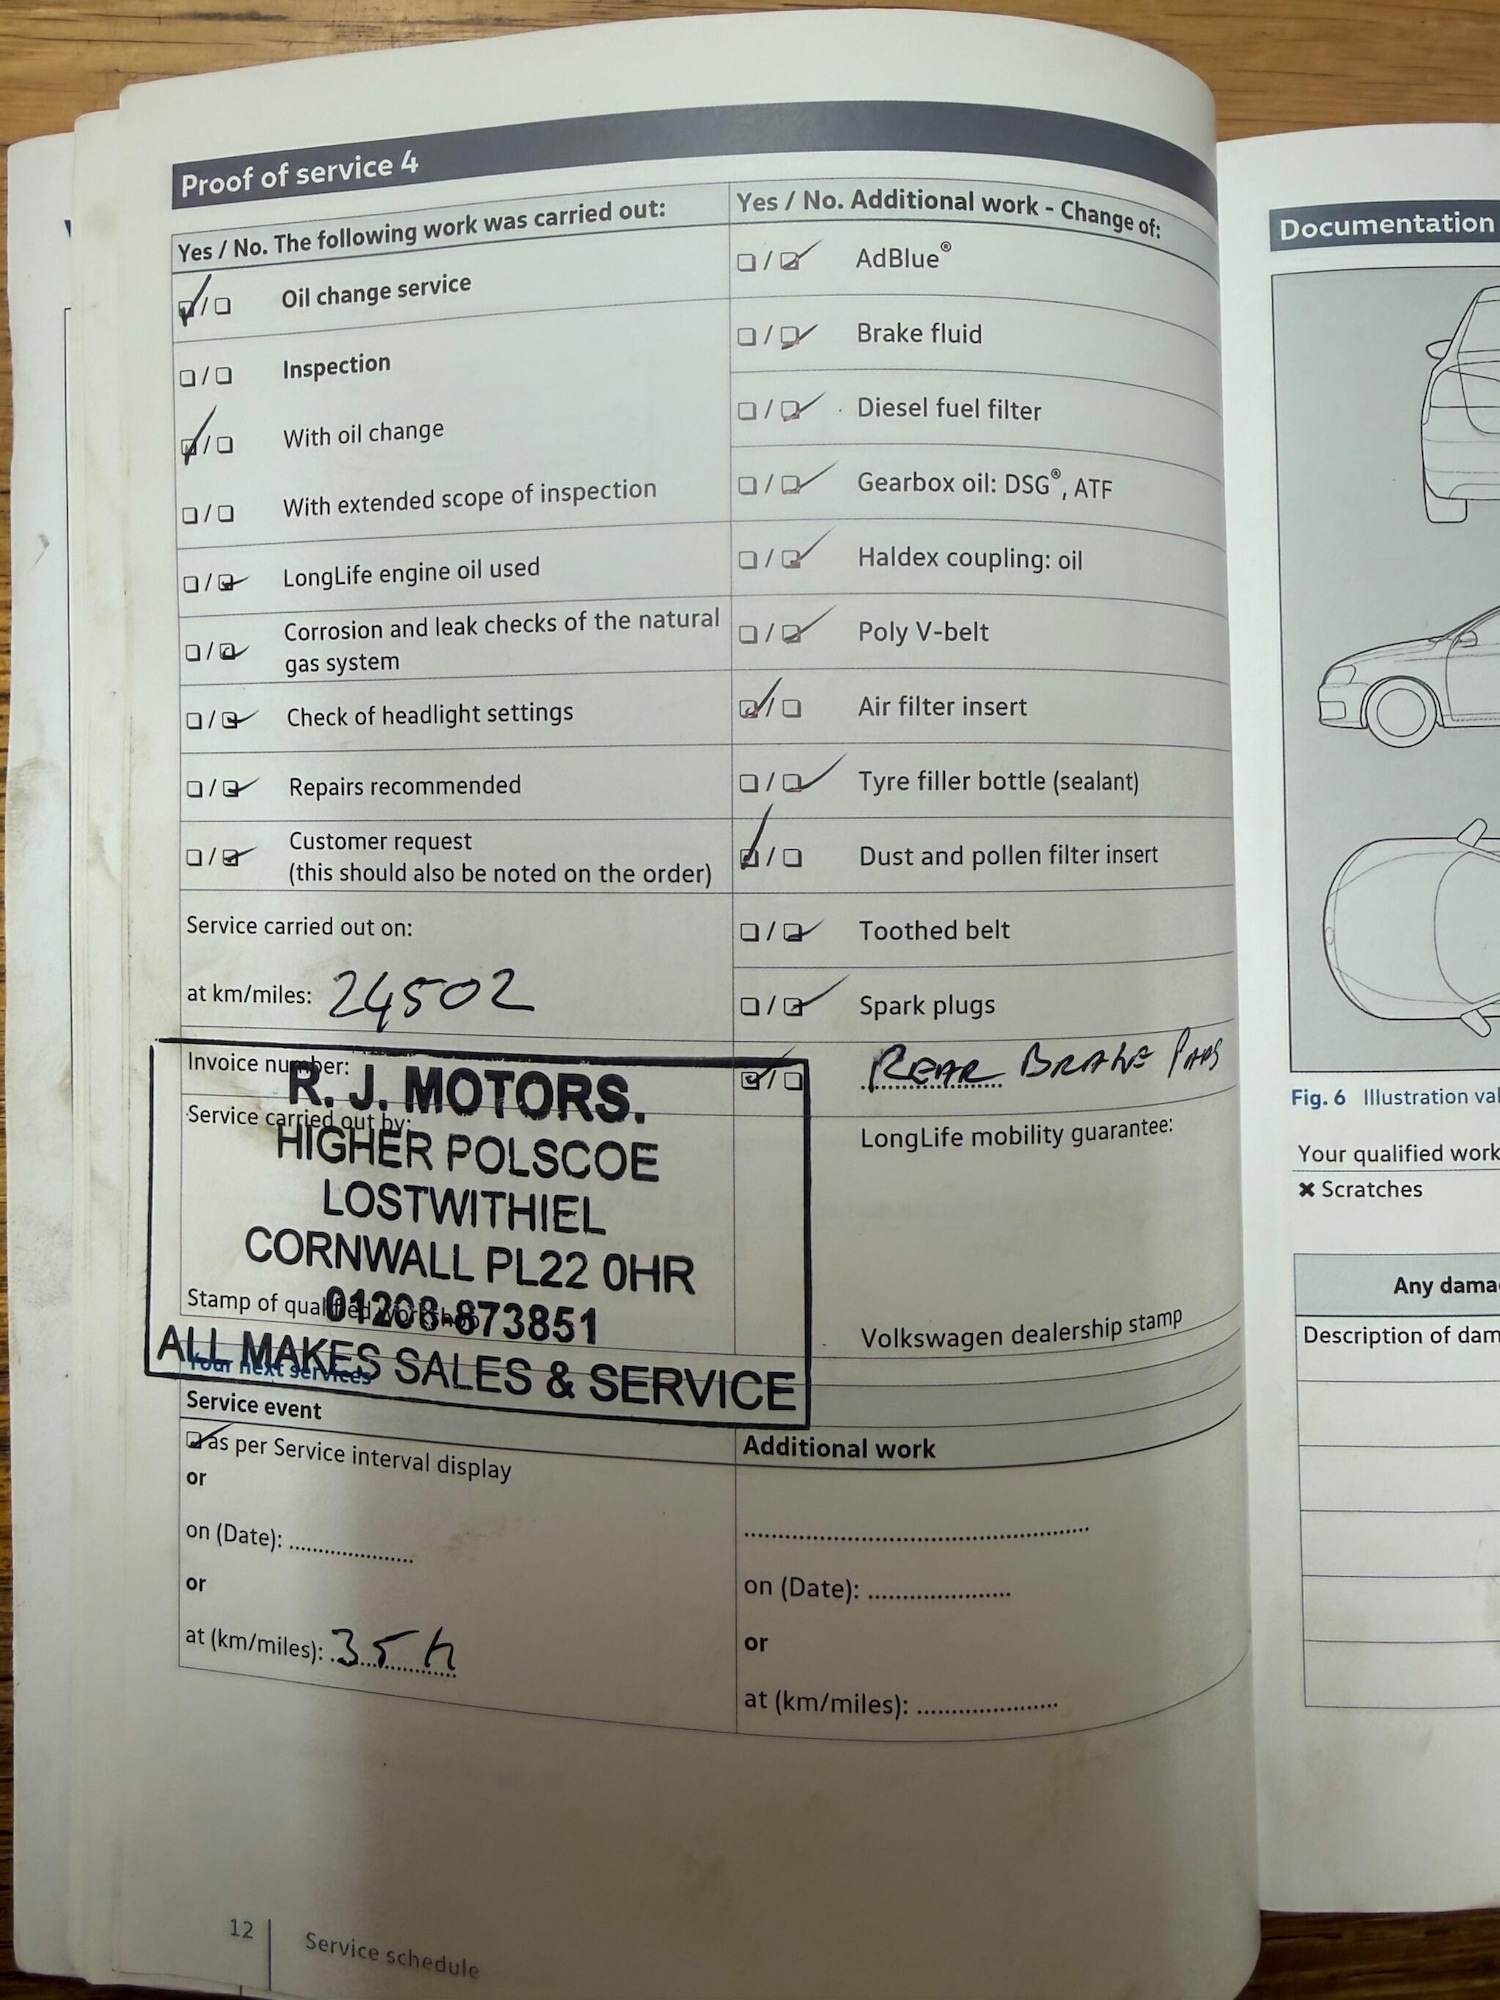 Proof of service 4
Yes / No. The following work was carried out:
Oil change service
Inspection
With oil change
With extended scope of inspection
LongLife engine oil used
Corrosion and leak checks of the natural
gas system
Check of headlight settings
Repairs recommended
Customer request
(this should also be noted on the order)
Service carried out on:
at km/miles: 24502
Invoice number:
Service carried out by:
R. J. MOTORS.
HIGHER POLSCOE
LOSTWITHIEL
CORNWALL PL22 0HR
01208-873851
ALL MAKES SALES & SERVICE
Stamp of qualified workshop
Yes / No. Additional work - Change of:
AdBlue®
Brake fluid
Diesel fuel filter
Gearbox oil: DSG®, ATF
Haldex coupling: oil
Poly V-belt
Air filter insert
Tyre filler bottle (sealant)
Dust and pollen filter insert
Toothed belt
Spark plugs
REAR BRAKE PADS
LongLife mobility guarantee:
Volkswagen dealership stamp
Your next services
Service event
as per Service interval display
or
on (Date): ....................
or
at (km/miles): 35 h
Additional work
on (Date): ....................
or
at (km/miles): ....................
12
Service schedule
Documentation
Fig. 6 Illustration
Your qualified
✖ Scratches
Any
Description of